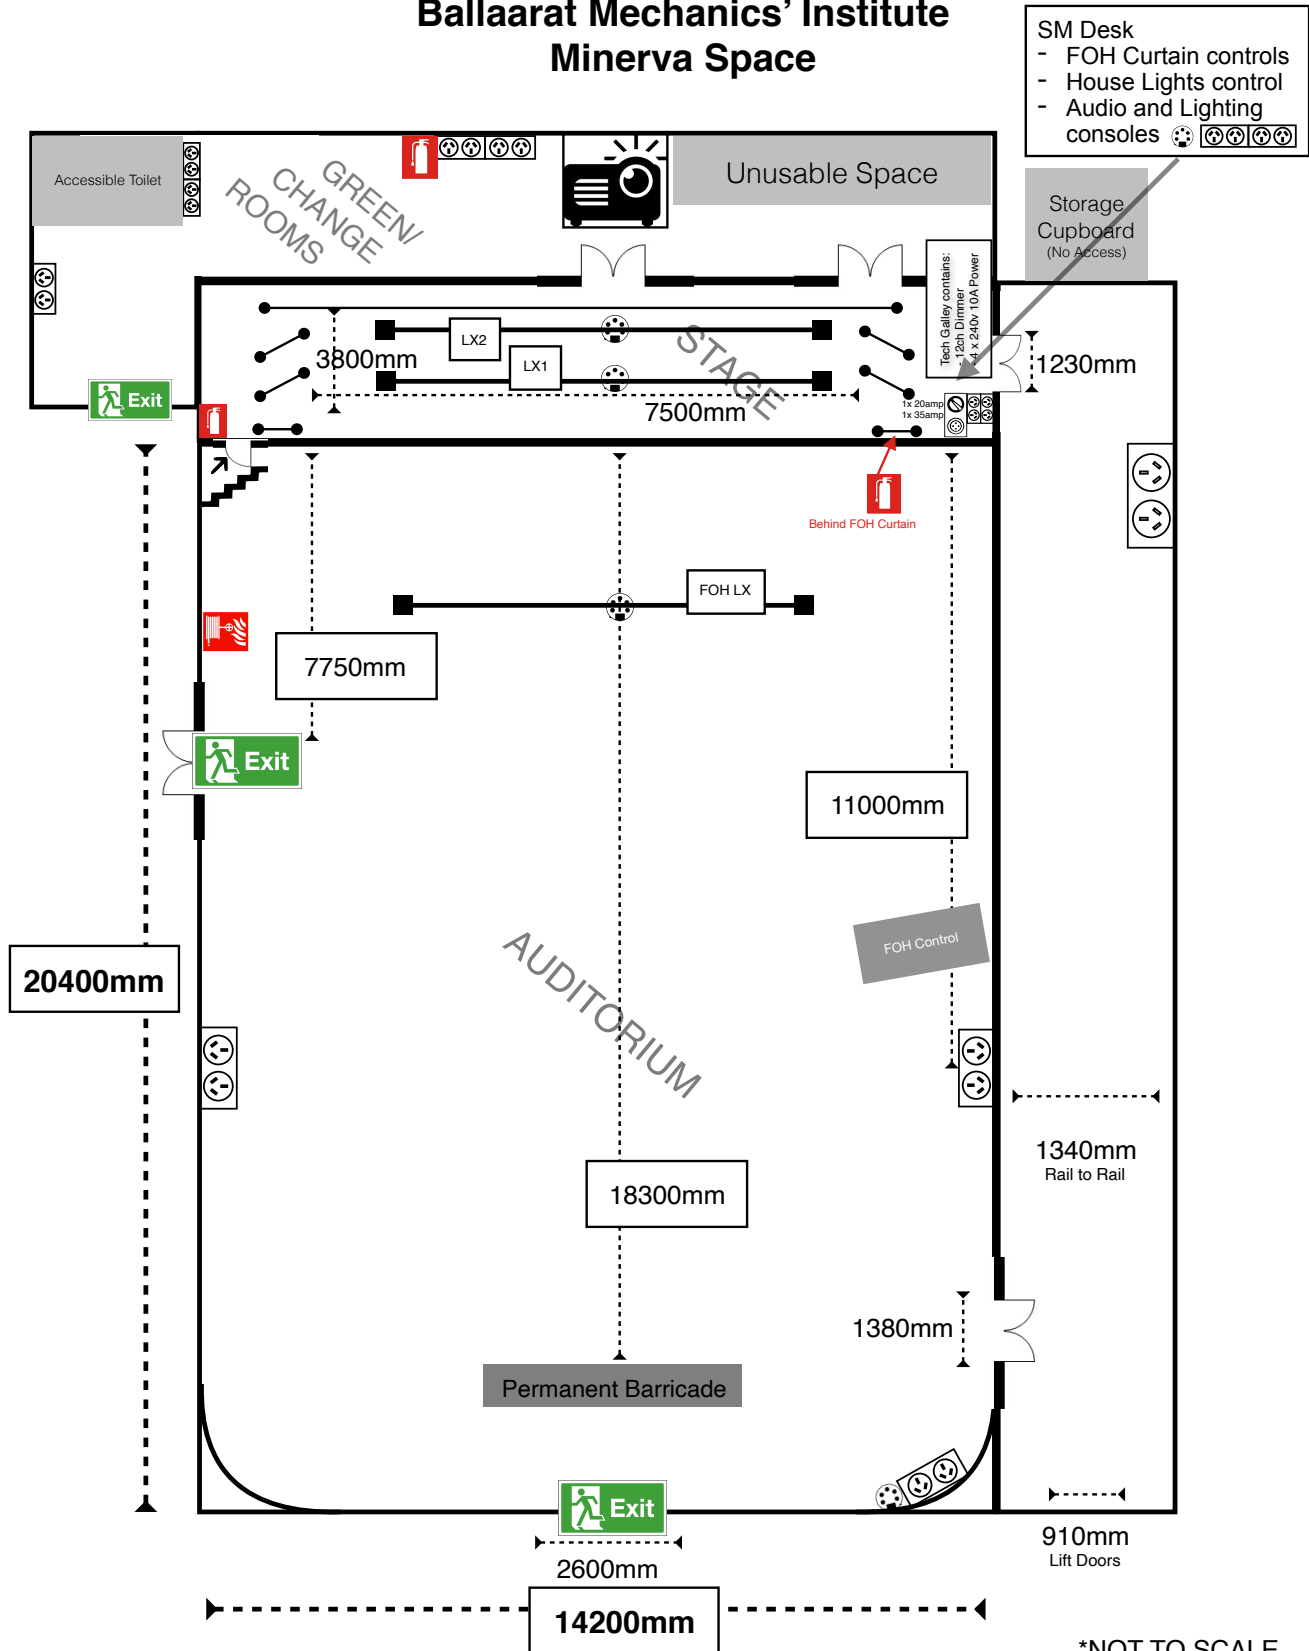 Ballaarat Mechanics' Institute
Minerva Space
SM Desk
- FOH Curtain controls
- House Lights control
- Audio and Lighting
consoles
Accessible Toilet
GREEN/
CHANGE
ROOMS
Unusable Space
Storage
Cupboard
(No Access)
Tech Galley contains:
12ch Dimmer
4 x 240v 10A Power
LX2
3800mm
LX1
STAGE
7500mm
1230mm
Exit
1x 20amp
1x 35amp
Behind FOH Curtain
FOH LX
7750mm
Exit
11000mm
FOH Control
20400mm
AUDITORIUM
1340mm
Rail to Rail
18300mm
1380mm
Permanent Barricade
Exit
910mm
Lift Doors
2600mm
14200mm
*NOT TO SCALE